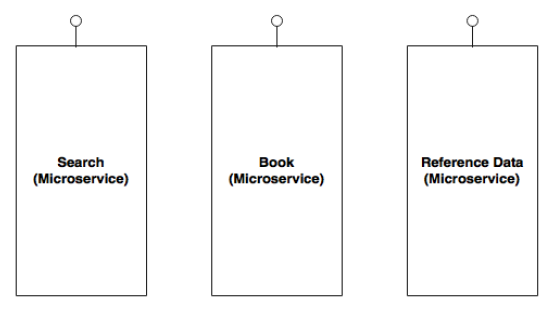 Search
(Microservice)
Book
(Microservice)
Reference Data
(Microservice)